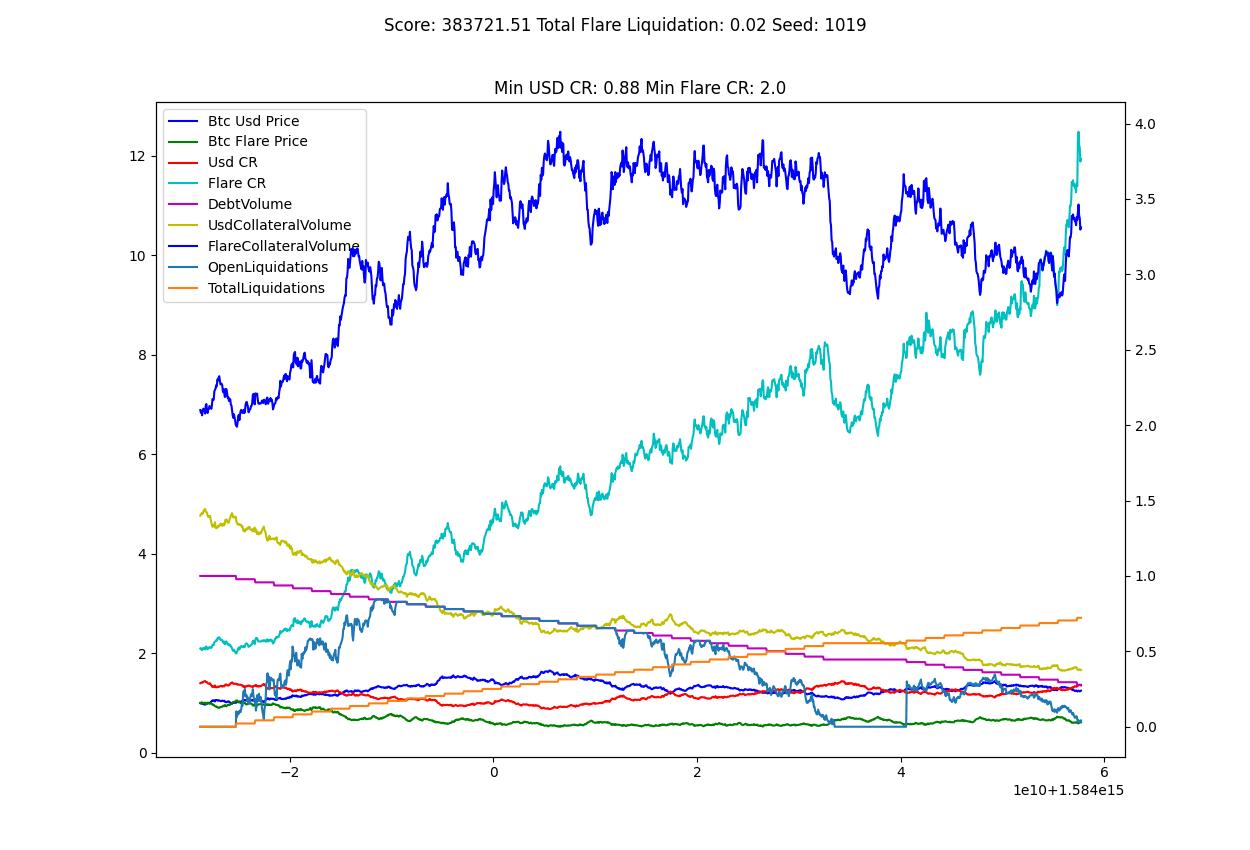 Score: 383721.51 Total Flare Liquidation: 0.02 Seed: 1019
Min USD CR: 0.88 Min Flare CR: 2.0
Btc Usd Price
Btc Flare Price
Usd CR
Flare CR
DebtVolume
UsdCollateralVolume
FlareCollateralVolume
OpenLiquidations
TotalLiquidations
12
10
8
6
4
2
0
4.0
3.5
3.0
2.5
2.0
1.5
1.0
0.5
0.0
−2 0 2 4 6
1e10+1.584e15